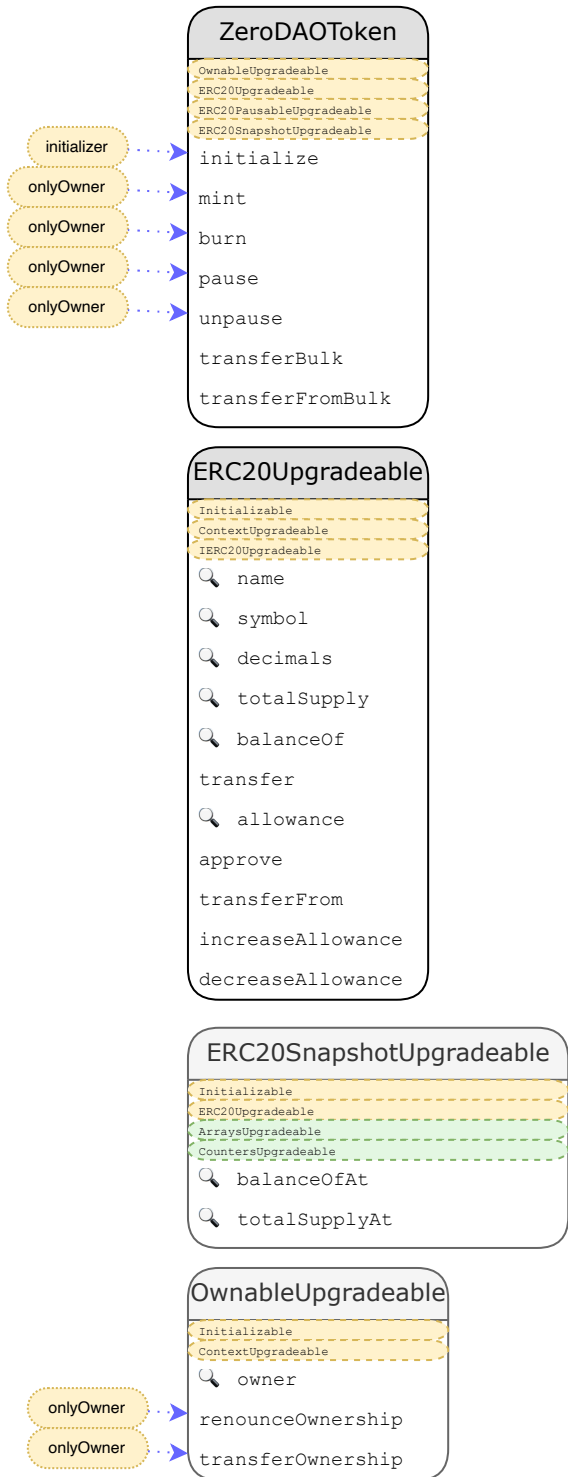 ZeroDAOToken
OwnableUpgradeable
ERC20Upgradeable
ERC20PausableUpgradeable
ERC20SnapshotUpgradeable
initializer
initialize
onlyOwner
mint
onlyOwner
burn
onlyOwner
pause
onlyOwner
unpause
transferBulk
transferFromBulk
ERC20Upgradeable
Initializable
ContextUpgradeable
IERC20Upgradeable
name
symbol
decimals
totalSupply
balanceOf
transfer
allowance
approve
transferFrom
increaseAllowance
decreaseAllowance
ERC20SnapshotUpgradeable
Initializable
ERC20Upgradeable
ArraysUpgradeable
CountersUpgradeable
balanceOfAt
totalSupplyAt
OwnableUpgradeable
Initializable
ContextUpgradeable
owner
onlyOwner
renounceOwnership
onlyOwner
transferOwnership